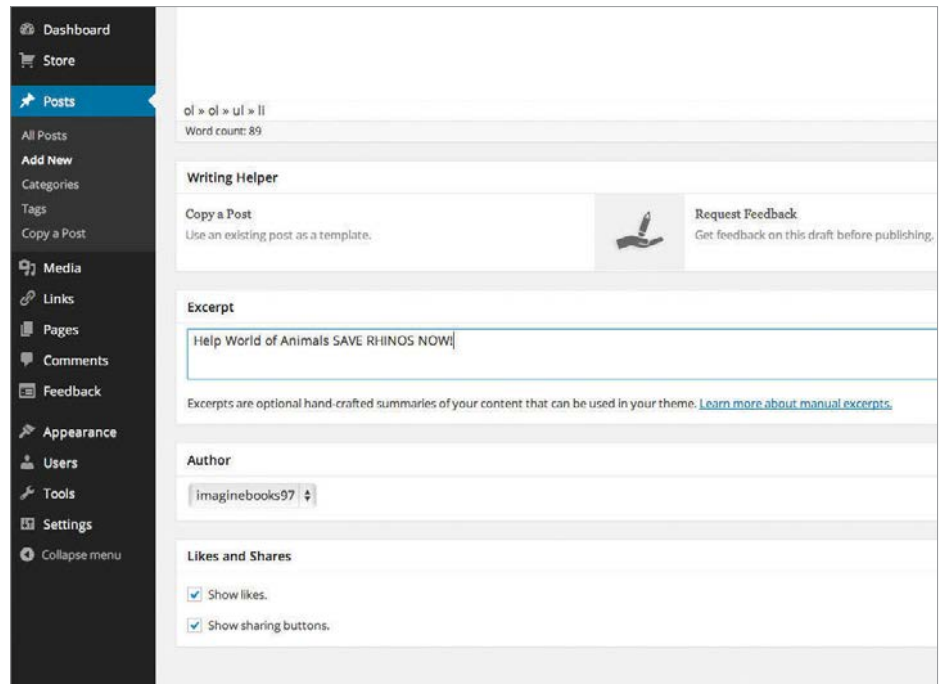 Dashboard
Store
Posts
All Posts
Add New
Categories
Tags
Copy a Post
Media
Links
Pages
Comments
Feedback
Appearance
Users
Tools
Settings
Collapse menu
ol » ol » ul » li
Word count: 89
Writing Helper
Copy a Post
Use an existing post as a template.
Request Feedback
Get feedback on this draft before publishing.
Excerpt
Help World of Animals SAVE RHINOS NOW!
Excerpts are optional hand-crafted summaries of your content that can be used in your theme. Learn more about manual excerpts.
Author
imaginebooks97
Likes and Shares
Show likes.
Show sharing buttons.